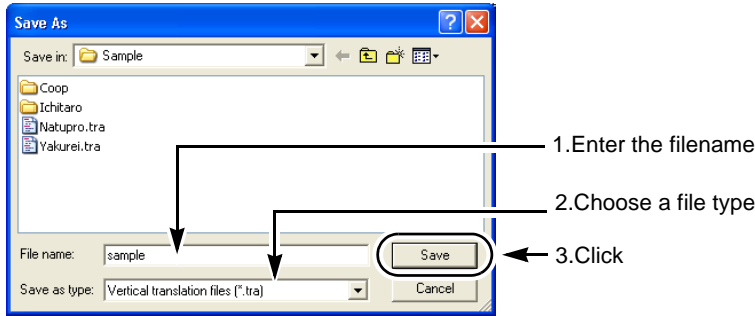 Save As
Save in: Sample
Coop
Ichitaro
Natupro.tra
Yakurei.tra
1.Enter the filename
2.Choose a file type
File name: sample Save
3.Click
Save as type: Vertical translation files (*.tra) Cancel